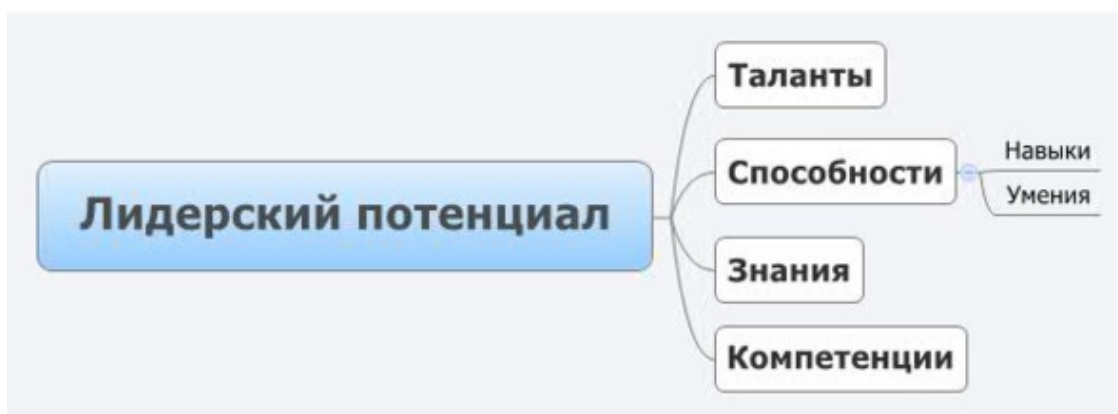 Лидерский потенциал
Таланты
Способности
Навыки
Умения
Знания
Компетенции